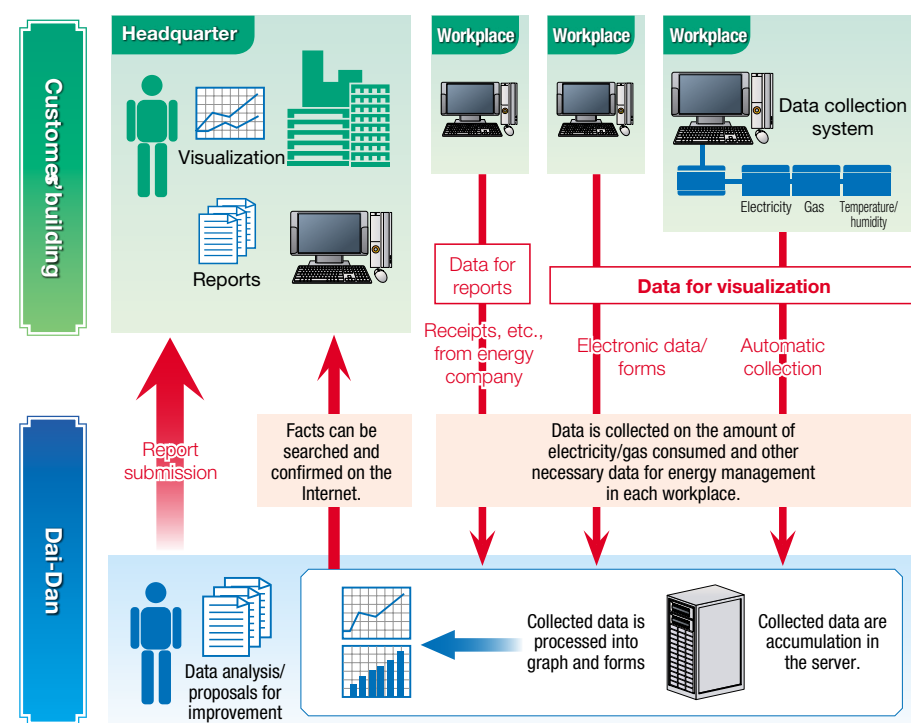 Customes' building
Headquarter
Visualization
Reports
Workplace
Workplace
Workplace
Data collection
system
Electricity
Gas
Temperature/
humidity
Data for
reports
Data for visualization
Receipts, etc.,
from energy
company
Electronic data/
forms
Automatic
collection
Report
submission
Facts can be
searched and
confirmed on the
Internet.
Data is collected on the amount of
electricity/gas consumed and other
necessary data for energy management
in each workplace.
Dai-Dan
Data analysis/
proposals for
improvement
Collected data is
processed into
graph and forms
Collected data are
accumulation in
the server.